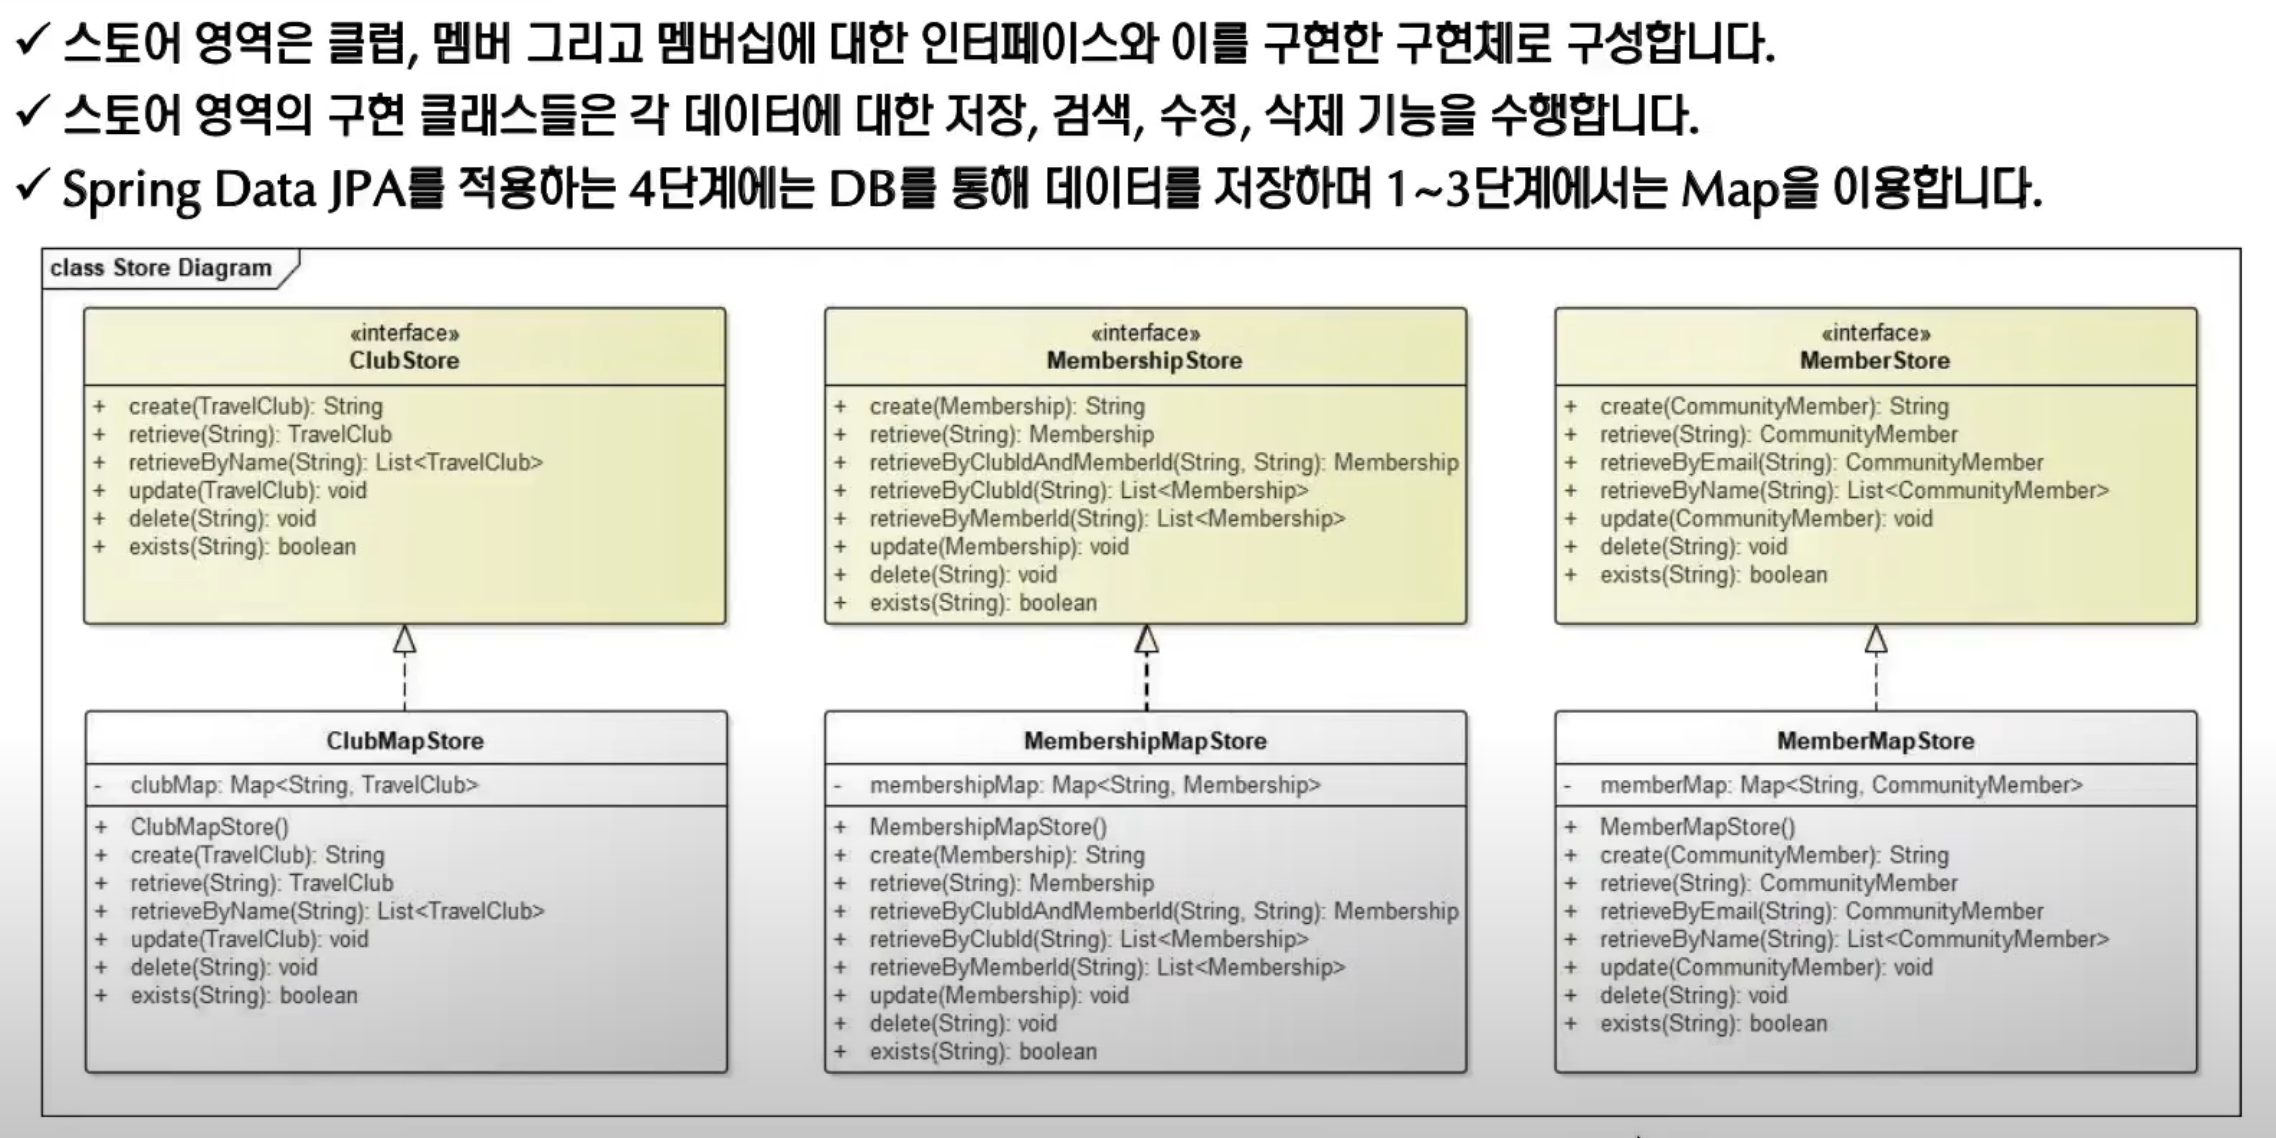 ✓ 스토어 영역은 클럽, 멤버 그리고 멤버십에 대한 인터페이스와 이를 구현한 구현체로 구성합니다.
✓ 스토어 영역의 구현 클래스들은 각 데이터에 대한 저장, 검색, 수정, 삭제 기능을 수행합니다.
✓ Spring Data JPA를 적용하는 4단계에는 DB를 통해 데이터를 저장하며 1~3단계에서는 Map을 이용합니다.
class Store Diagram
«interface»
ClubStore
+ create(TravelClub): String
+ retrieve(String): TravelClub
+ retrieveByName(String): List<TravelClub>
+ update(TravelClub): void
+ delete(String): void
+ exists(String): boolean
«interface»
MembershipStore
+ create(Membership): String
+ retrieve(String): Membership
+ retrieveByClubIdAndMemberId(String, String): Membership
+ retrieveByClubId(String): List<Membership>
+ retrieveByMemberId(String): List<Membership>
+ update(Membership): void
+ delete(String): void
+ exists(String): boolean
«interface»
MemberStore
+ create(CommunityMember): String
+ retrieve(String): CommunityMember
+ retrieveByEmail(String): CommunityMember
+ retrieveByName(String): List<CommunityMember>
+ update(CommunityMember): void
+ delete(String): void
+ exists(String): boolean
ClubMapStore
- clubMap: Map<String, TravelClub>
+ ClubMapStore()
+ create(TravelClub): String
+ retrieve(String): TravelClub
+ retrieveByName(String): List<TravelClub>
+ update(TravelClub): void
+ delete(String): void
+ exists(String): boolean
MembershipMapStore
- membershipMap: Map<String, Membership>
+ MembershipMapStore()
+ create(Membership): String
+ retrieve(String): Membership
+ retrieveByClubIdAndMemberId(String, String): Membership
+ retrieveByClubId(String): List<Membership>
+ retrieveByMemberId(String): List<Membership>
+ update(Membership): void
+ delete(String): void
+ exists(String): boolean
MemberMapStore
- memberMap: Map<String, CommunityMember>
+ MemberMapStore()
+ create(CommunityMember): String
+ retrieve(String): CommunityMember
+ retrieveByEmail(String): CommunityMember
+ retrieveByName(String): List<CommunityMember>
+ update(CommunityMember): void
+ delete(String): void
+ exists(String): boolean